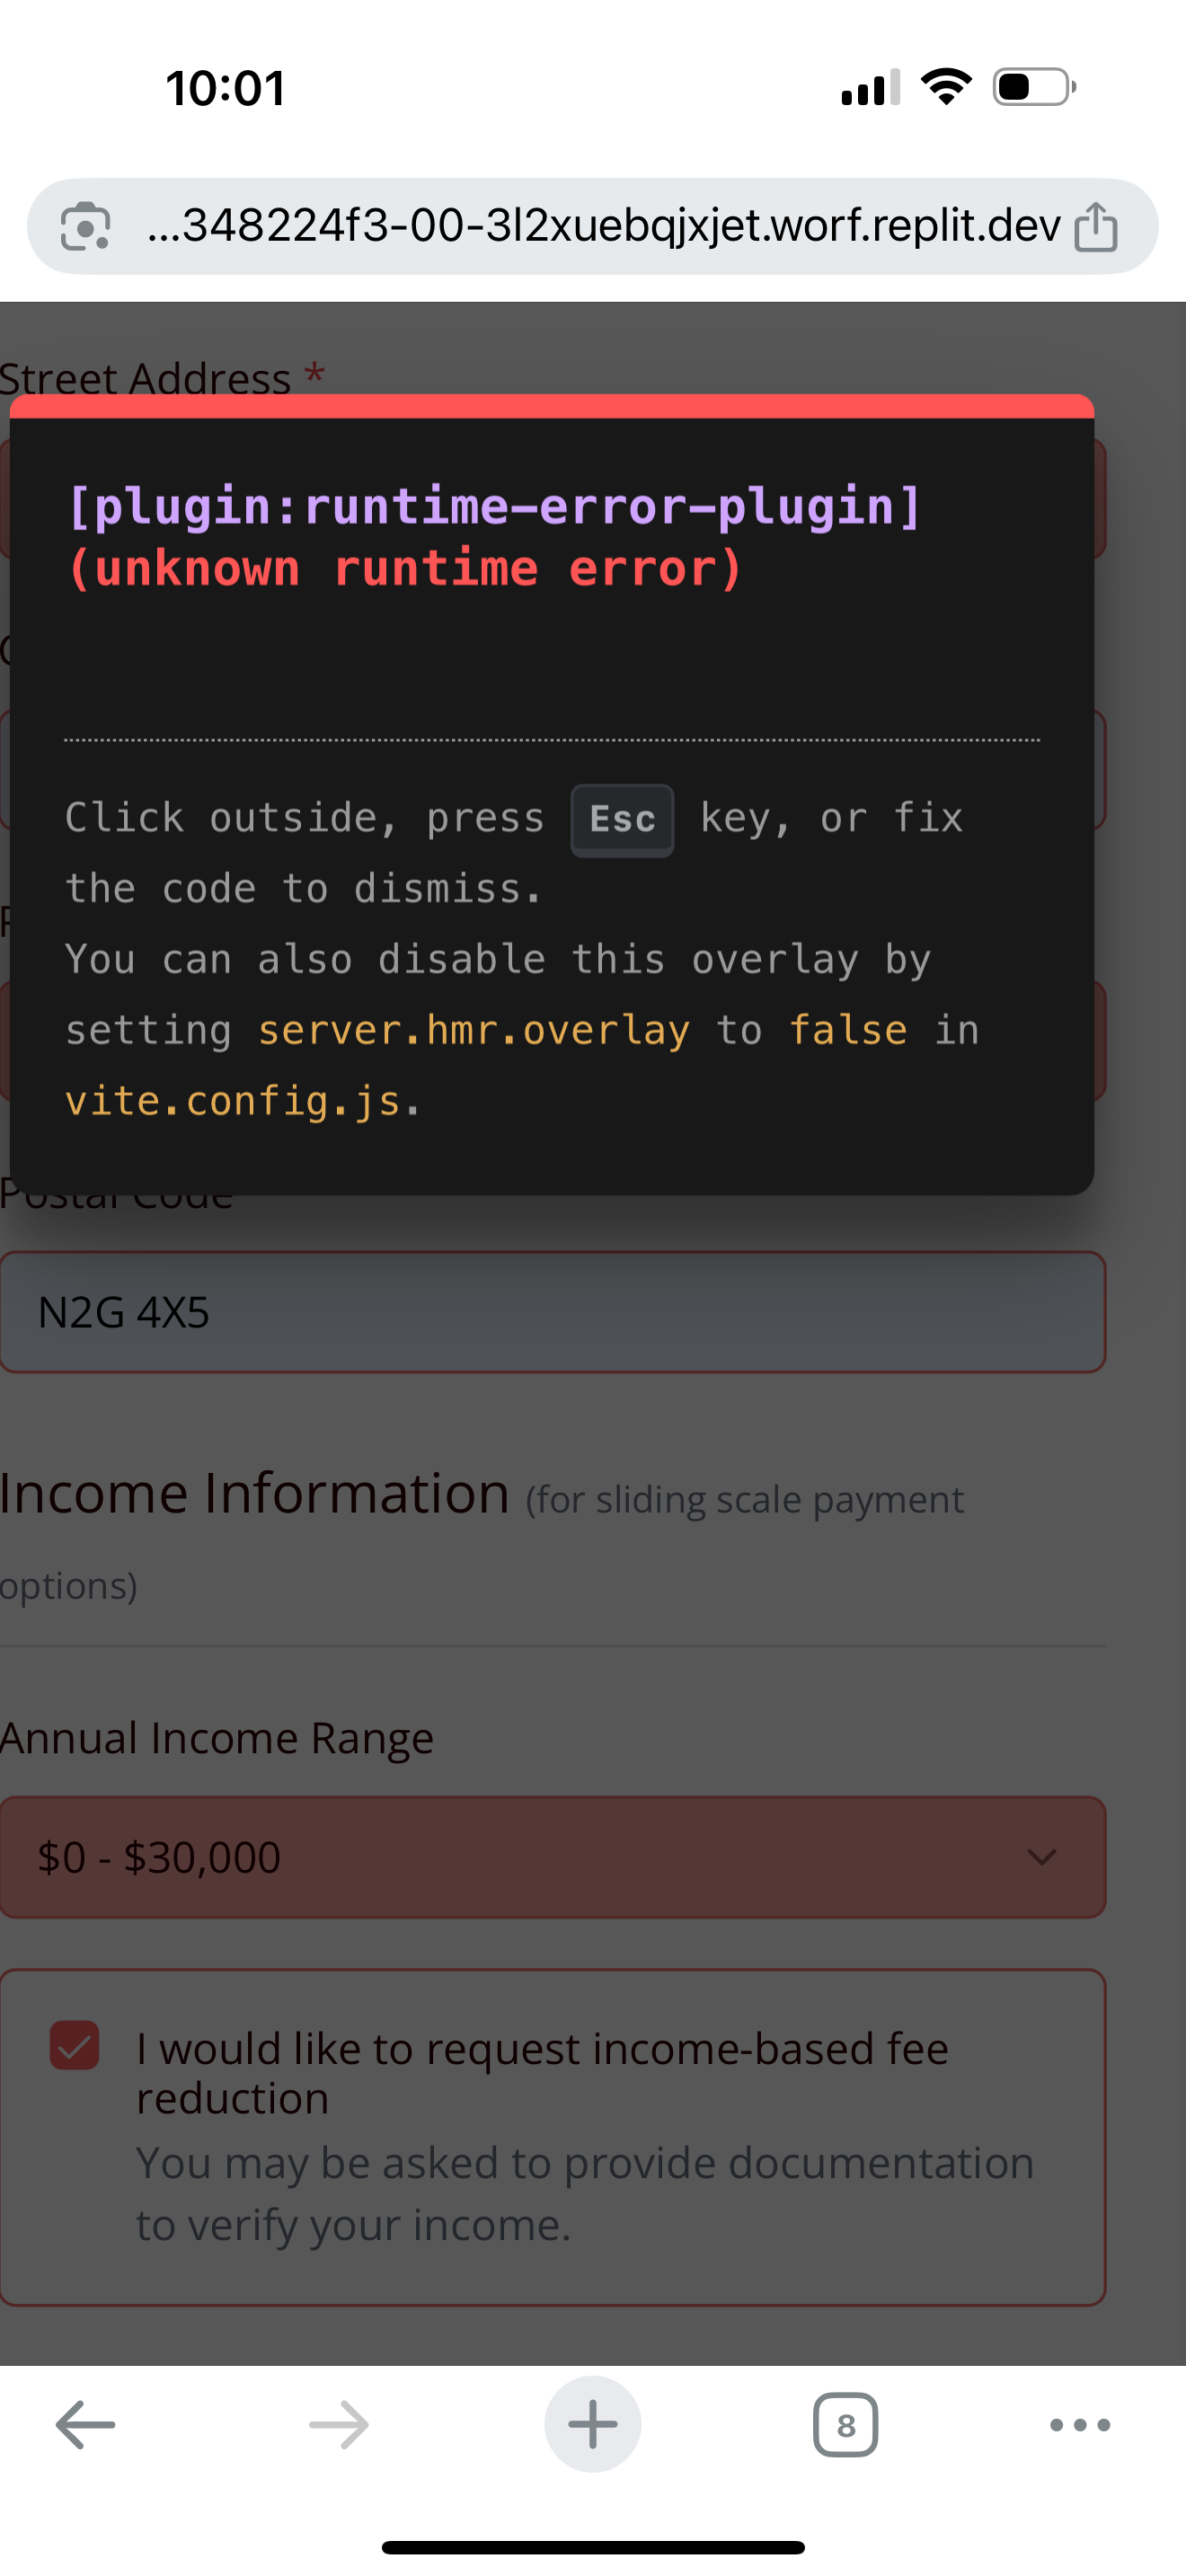 10:01
...348224f3-00-3l2xuebqjxjet.worf.replit.dev
Street Address *
[plugin:runtime-error-plugin]
(unknown runtime error)
Click outside, press Esc key, or fix
the code to dismiss.
You can also disable this overlay by
setting server.hmr.overlay to false in
vite.config.js.
Postal Code
N2G 4X5
Income Information (for sliding scale payment
options)
Annual Income Range
$0 - $30,000
I would like to request income-based fee
reduction
You may be asked to provide documentation
to verify your income.
8